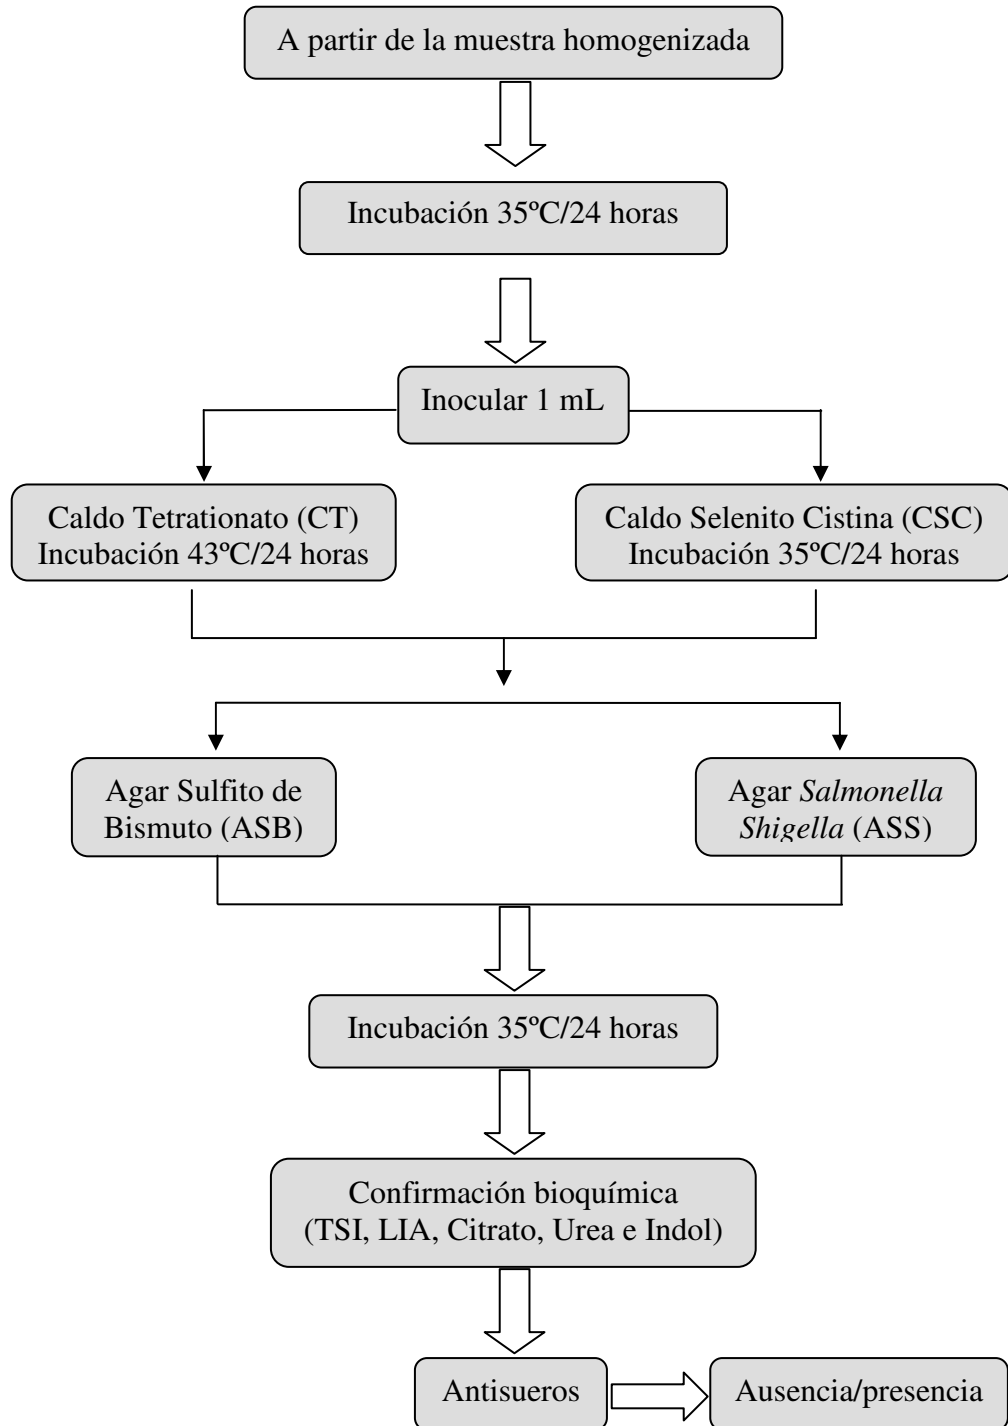 A partir de la muestra homogenizada
Incubación 35ºC/24 horas
Inocular 1 mL
Caldo Tetrationato (CT)
Incubación 43ºC/24 horas
Caldo Selenito Cistina (CSC)
Incubación 35ºC/24 horas
Agar Sulfito de
Bismuto (ASB)
Agar Salmonella
Shigella (ASS)
Incubación 35ºC/24 horas
Confirmación bioquímica
(TSI, LIA, Citrato, Urea e Indol)
Antisueros
Ausencia/presencia